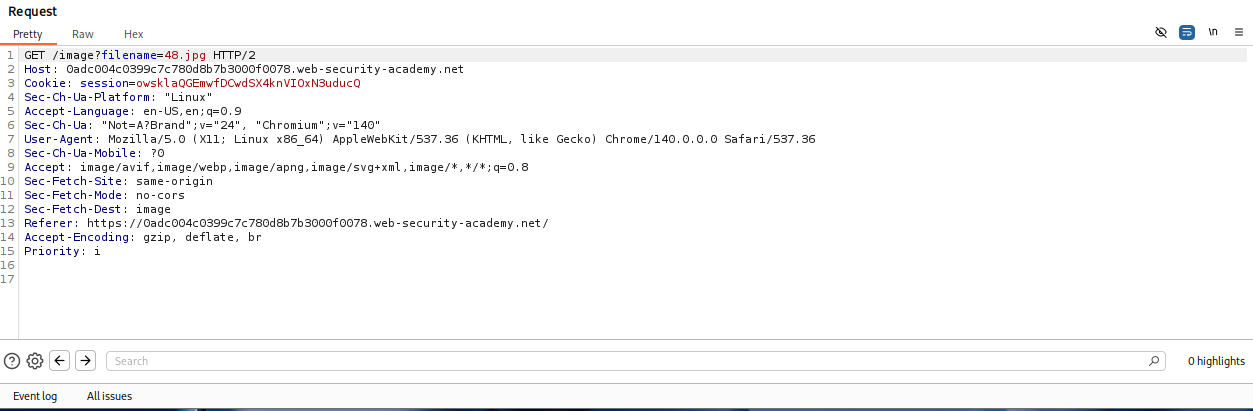 Request
Pretty Raw Hex
\n
1 GET /image?filename=48.jpg HTTP/2
2 Host: 0adc004c0399c7c780d8b7b3000f0078.web-security-academy.net
3 Cookie: session=owsklaQGEmwfDCwdSX4knVIOxN3uducQ
4 Sec-Ch-Ua-Platform: "Linux"
5 Accept-Language: en-US,en;q=0.9
6 Sec-Ch-Ua: "Not=A?Brand";v="24", "Chromium";v="140"
7 User-Agent: Mozilla/5.0 (X11; Linux x86_64) AppleWebKit/537.36 (KHTML, like Gecko) Chrome/140.0.0.0 Safari/537.36
8 Sec-Ch-Ua-Mobile: ?0
9 Accept: image/avif,image/webp,image/apng,image/svg+xml,image/*,*/*;q=0.8
10 Sec-Fetch-Site: same-origin
11 Sec-Fetch-Mode: no-cors
12 Sec-Fetch-Dest: image
13 Referer: https://0adc004c0399c7c780d8b7b3000f0078.web-security-academy.net/
14 Accept-Encoding: gzip, deflate, br
15 Priority: i
16
17
Search
0 highlights
Event log All issues